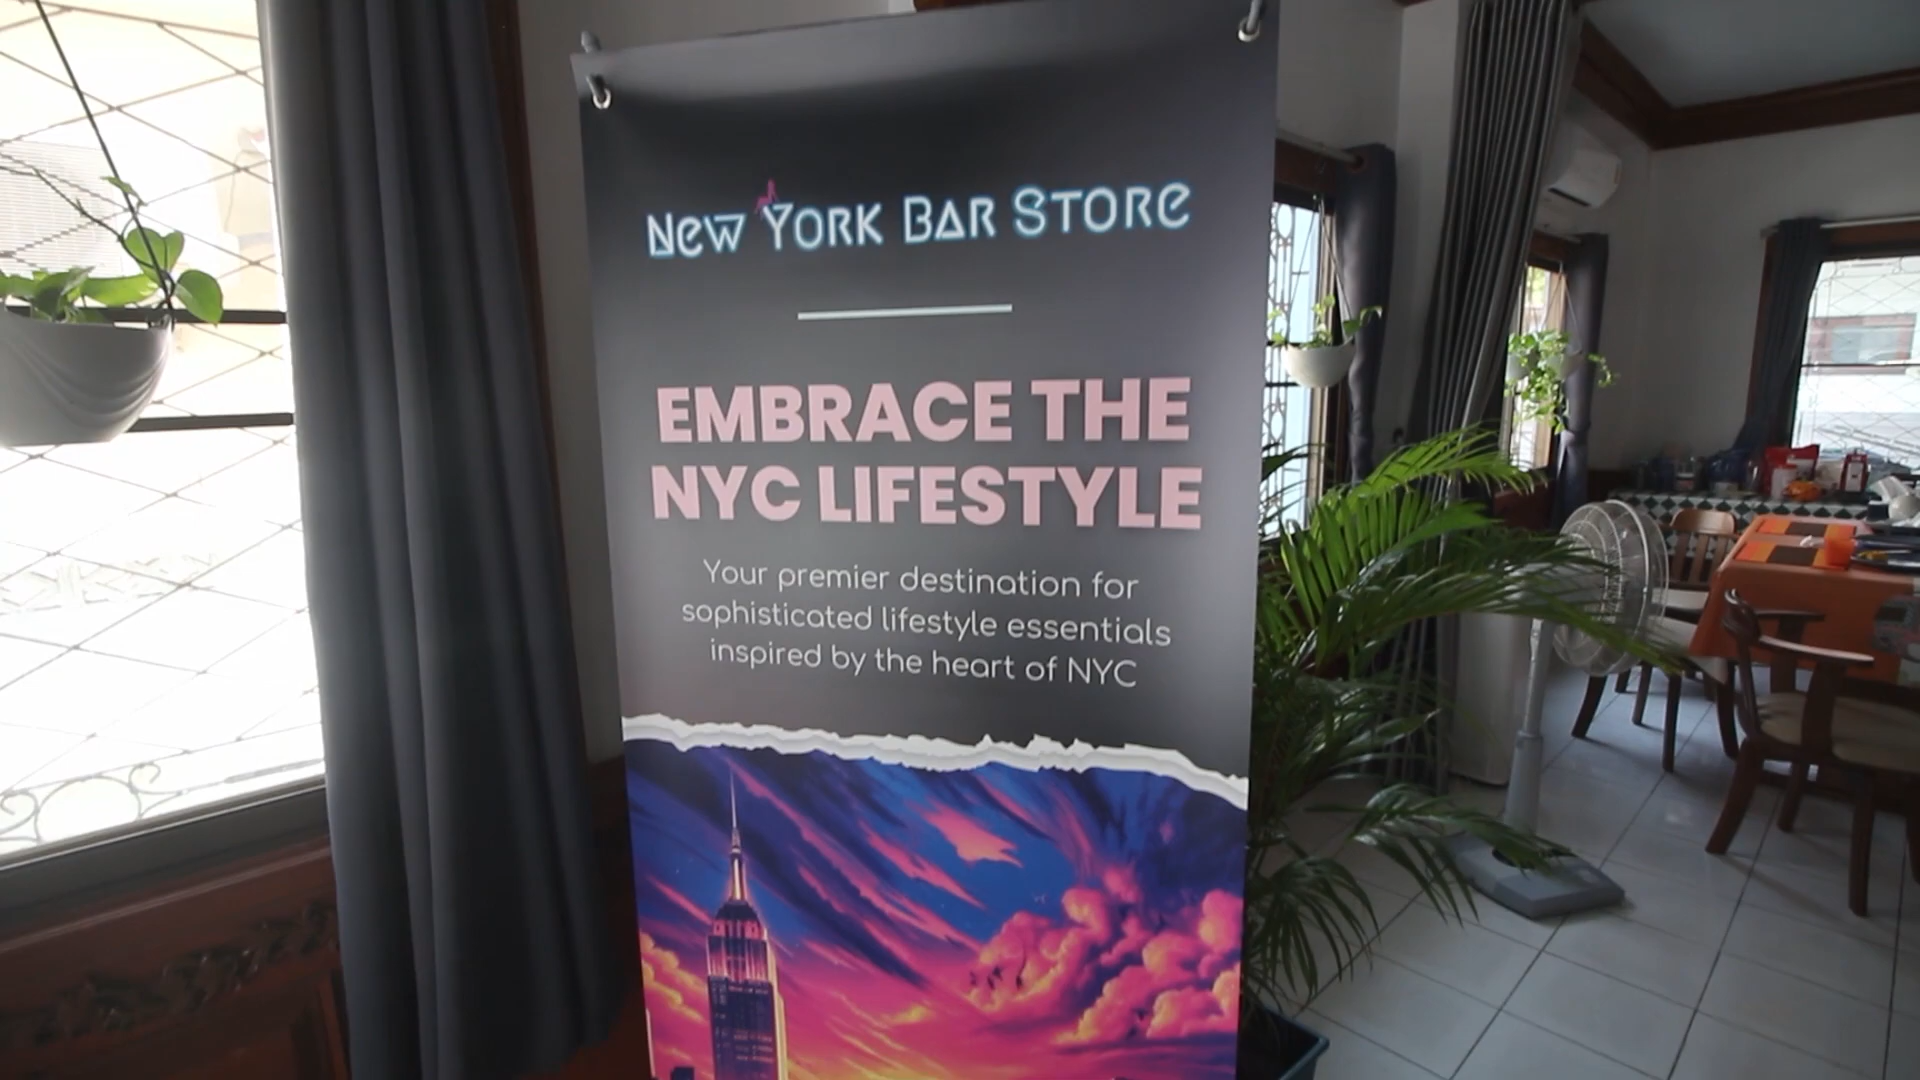 New York Bar Store
EMBRACE THE
NYC LIFESTYLE
Your premier destination for
sophisticated lifestyle essentials
inspired by the heart of NYC